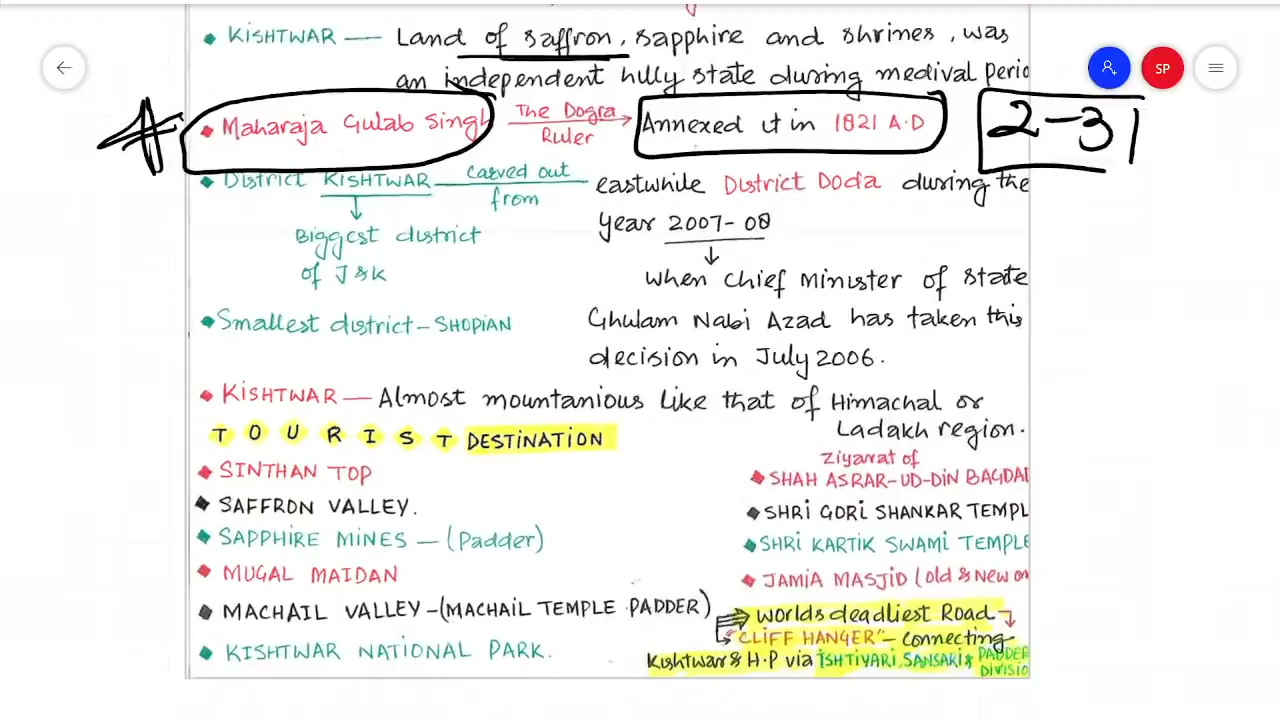 KISHTWAR — Land of saffron, sapphire and shrines, was
an independent hilly state during medival perio
Maharaja Gulab Singh The Dogra Ruler → Annexed it in 1821 A.D 2-31
District KISHTWAR carved out from eastwhile District Doda during the
Year 2007-08
Biggest district
of J&K
when Chief Minister of state
Smallest district - SHOPIAN
Ghulam Nabi Azad has taken this
decision in July 2006.
KISHTWAR — Almost mountanious like that of Himachal or
Ladakh region.
TOURIST DESTINATION
SINTHAN TOP
SAFFRON VALLEY.
SAPPHIRE MINES — (Padder)
MUGAL MAIDAN
MACHAIL VALLEY - (MACHAIL TEMPLE PADDER)
KISHTWAR NATIONAL PARK.
Ziyarat of
SHAH ASRAR-UD-DIN BAGDAD
SHRI GORI SHANKAR TEMPL
SHRI KARTIK SWAMI TEMPLE
JAMIA MASJID (old & New on
worlds deadliest Road
"CLIFF HANGER" - connecting
Kishtwar & H.P via ISHTIYARI, SANSARI & PADDER DIVISIO
SP